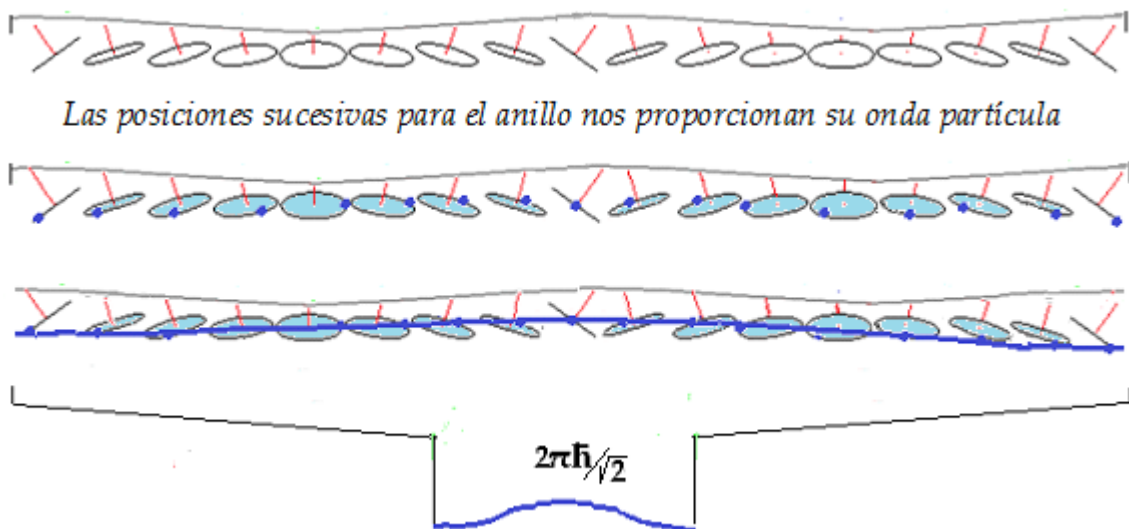 Las posiciones sucesivas para el anillo nos proporcionan su onda partícula
2πħ/√2